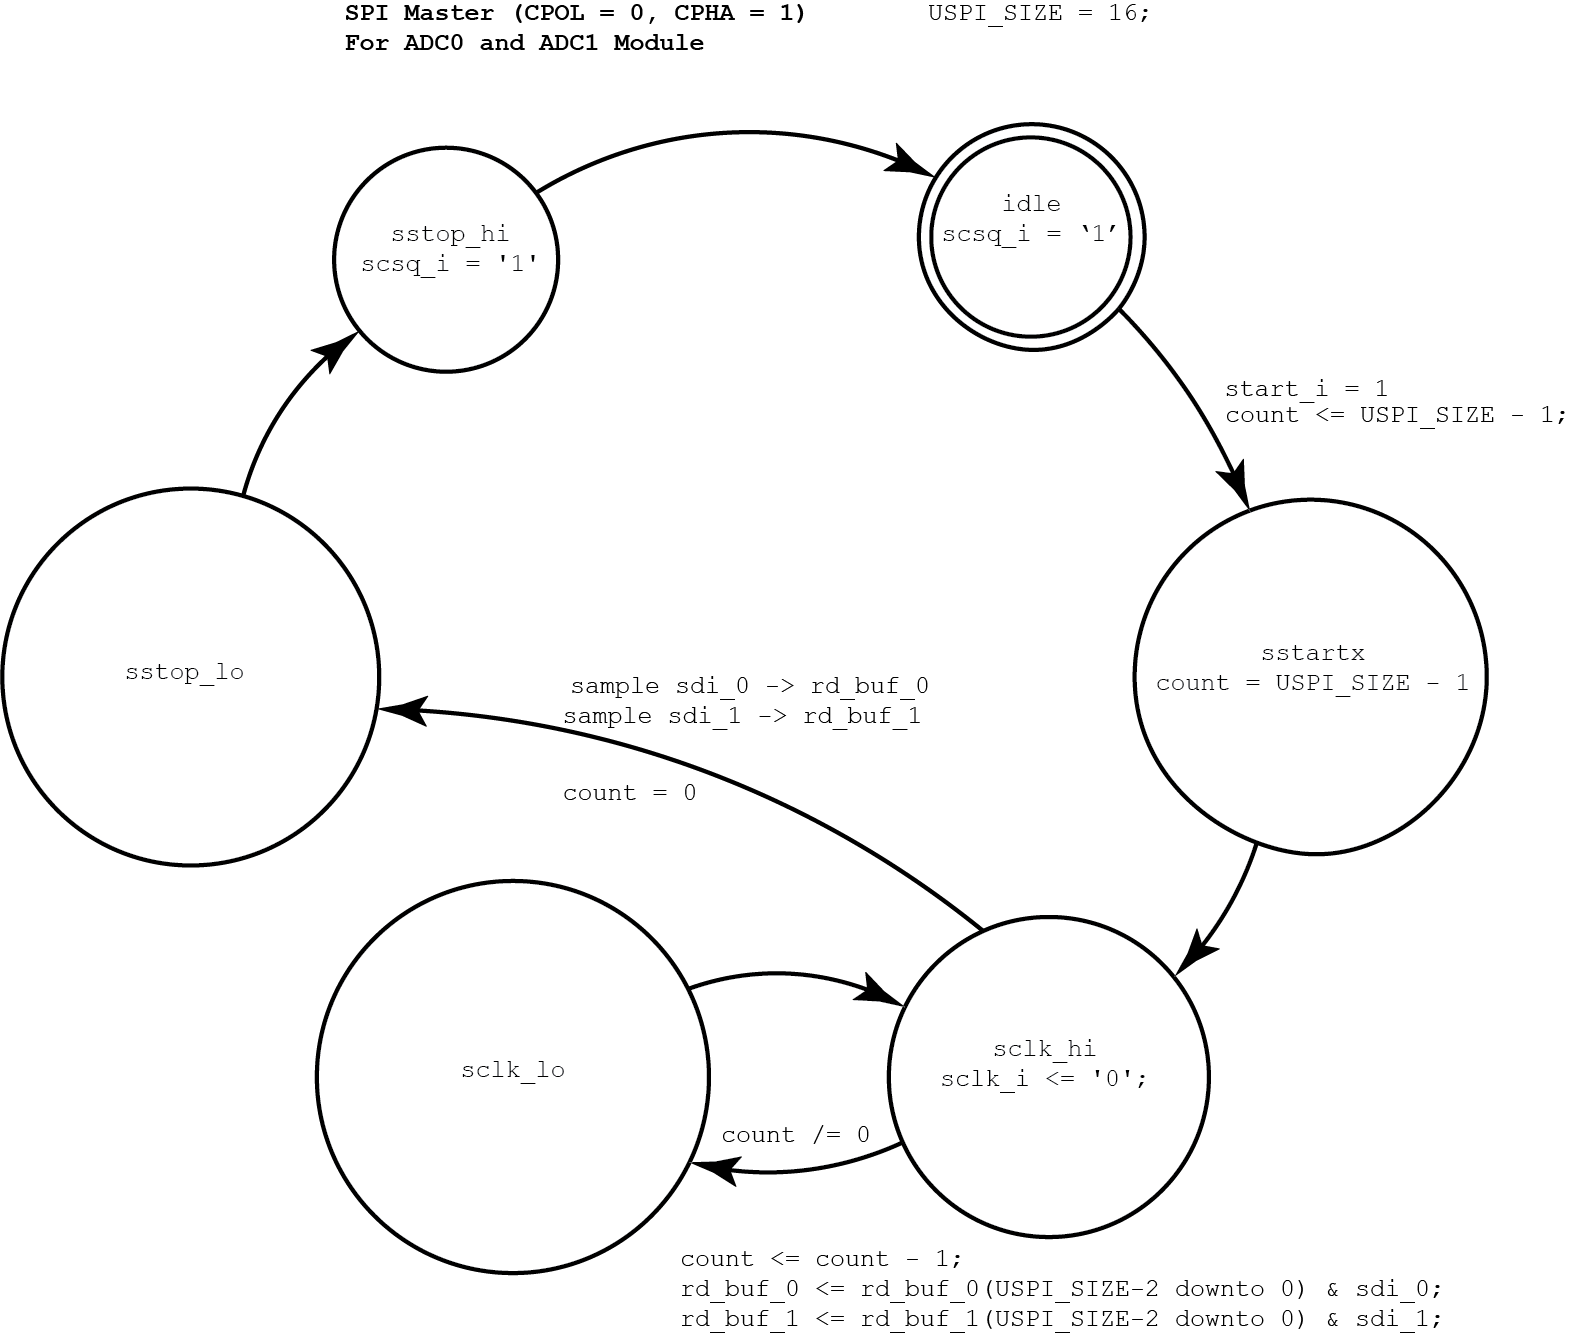 SPI Master (CPOL = 0, CPHA = 1) USPI_SIZE = 16;
For ADC0 and ADC1 Module
idle
scsq_i = ‘1’
sstop_hi
scsq_i = '1'
start_i = 1
count <= USPI_SIZE - 1;
sstartx
count = USPI_SIZE - 1
sstop_lo
sample sdi_0 -> rd_buf_0
sample sdi_1 -> rd_buf_1
count = 0
sclk_hi
sclk_i <= '0';
sclk_lo
count /= 0
count <= count - 1;
rd_buf_0 <= rd_buf_0(USPI_SIZE-2 downto 0) & sdi_0;
rd_buf_1 <= rd_buf_1(USPI_SIZE-2 downto 0) & sdi_1;